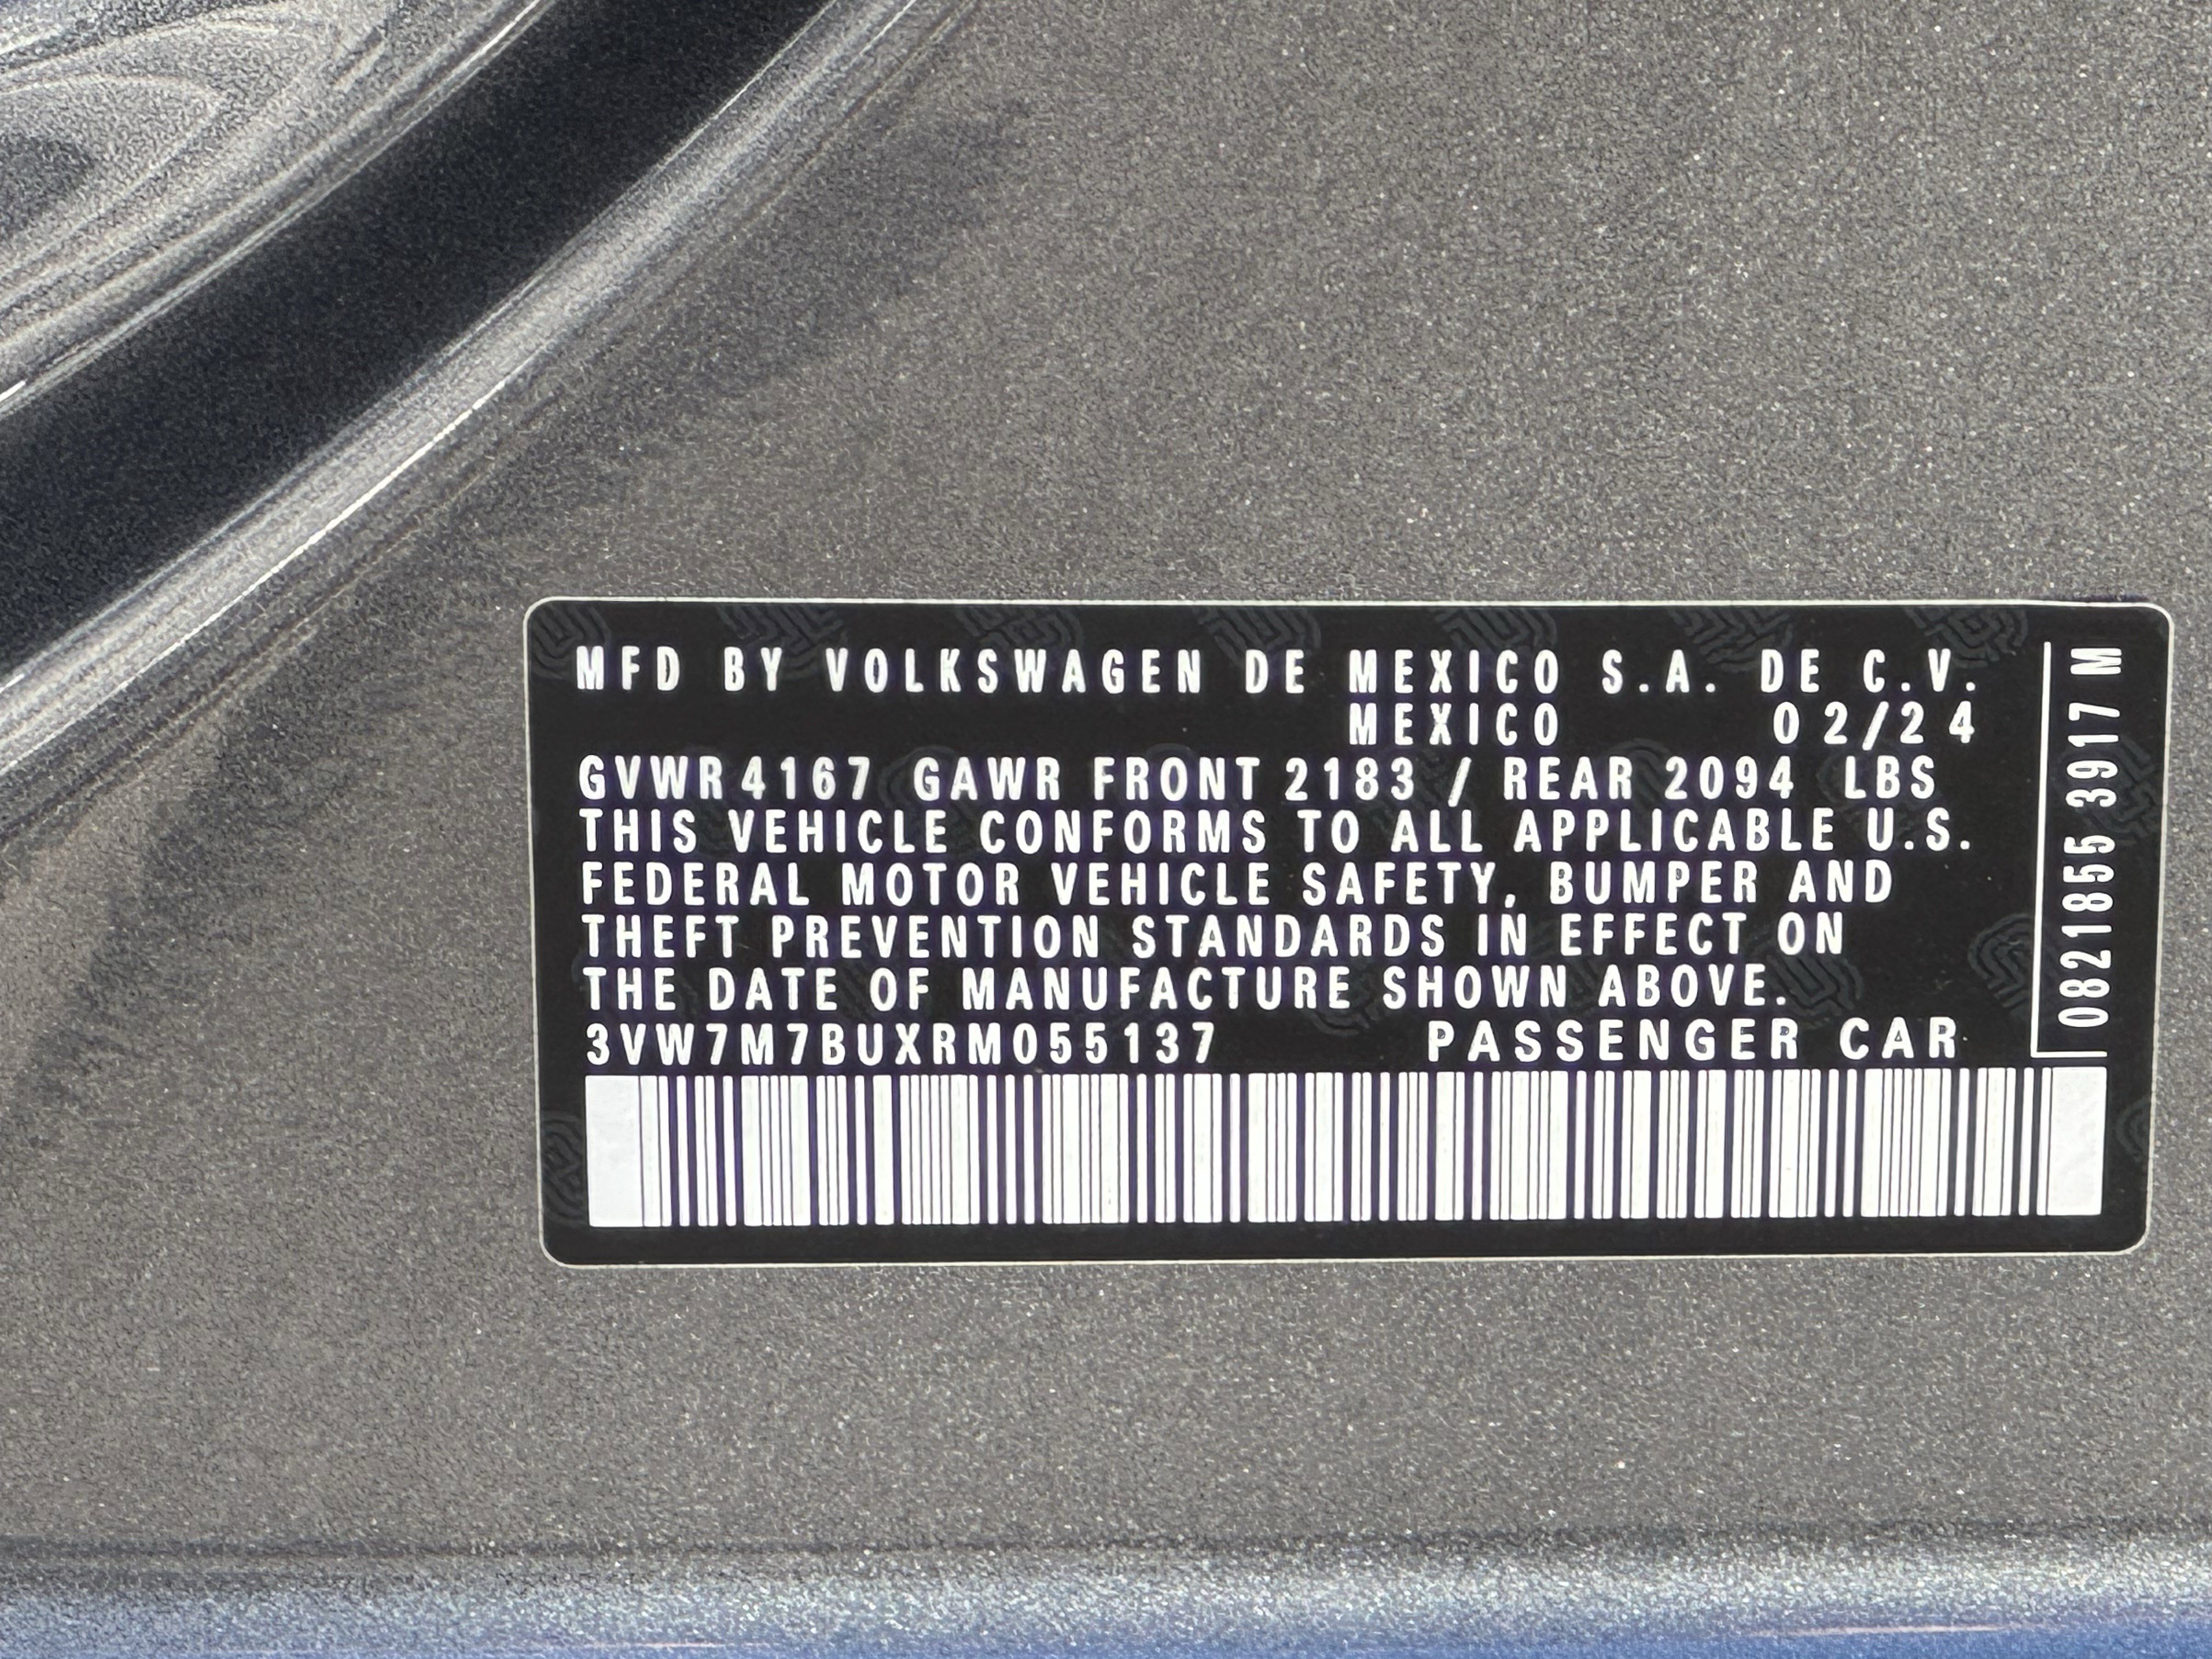 MFD BY VOLKSWAGEN DE MEXICO S.A. DE C.V.
MEXICO 02/24
GVWR 4167 GAWR FRONT 2183 / REAR 2094 LBS
THIS VEHICLE CONFORMS TO ALL APPLICABLE U.S.
FEDERAL MOTOR VEHICLE SAFETY, BUMPER AND
THEFT PREVENTION STANDARDS IN EFFECT ON
THE DATE OF MANUFACTURE SHOWN ABOVE.
3VW7M7BUXRM055137 PASSENGER CAR
0821855 3917 M